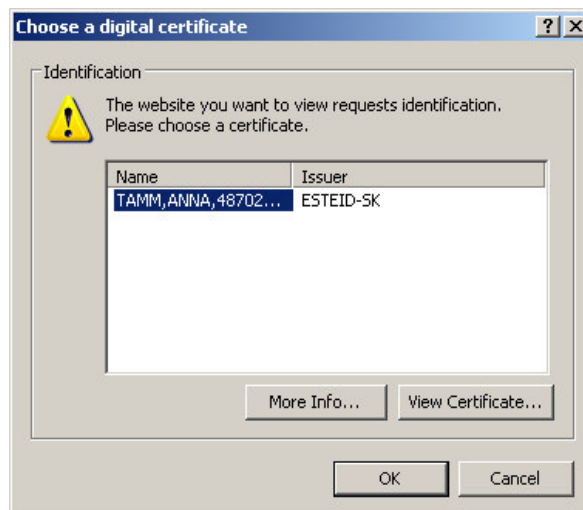 Choose a digital certificate
Identification
The website you want to view requests identification.
Please choose a certificate.
Name Issuer
TAMM,ANNA,48702... ESTEID-SK
More Info... View Certificate...
OK Cancel